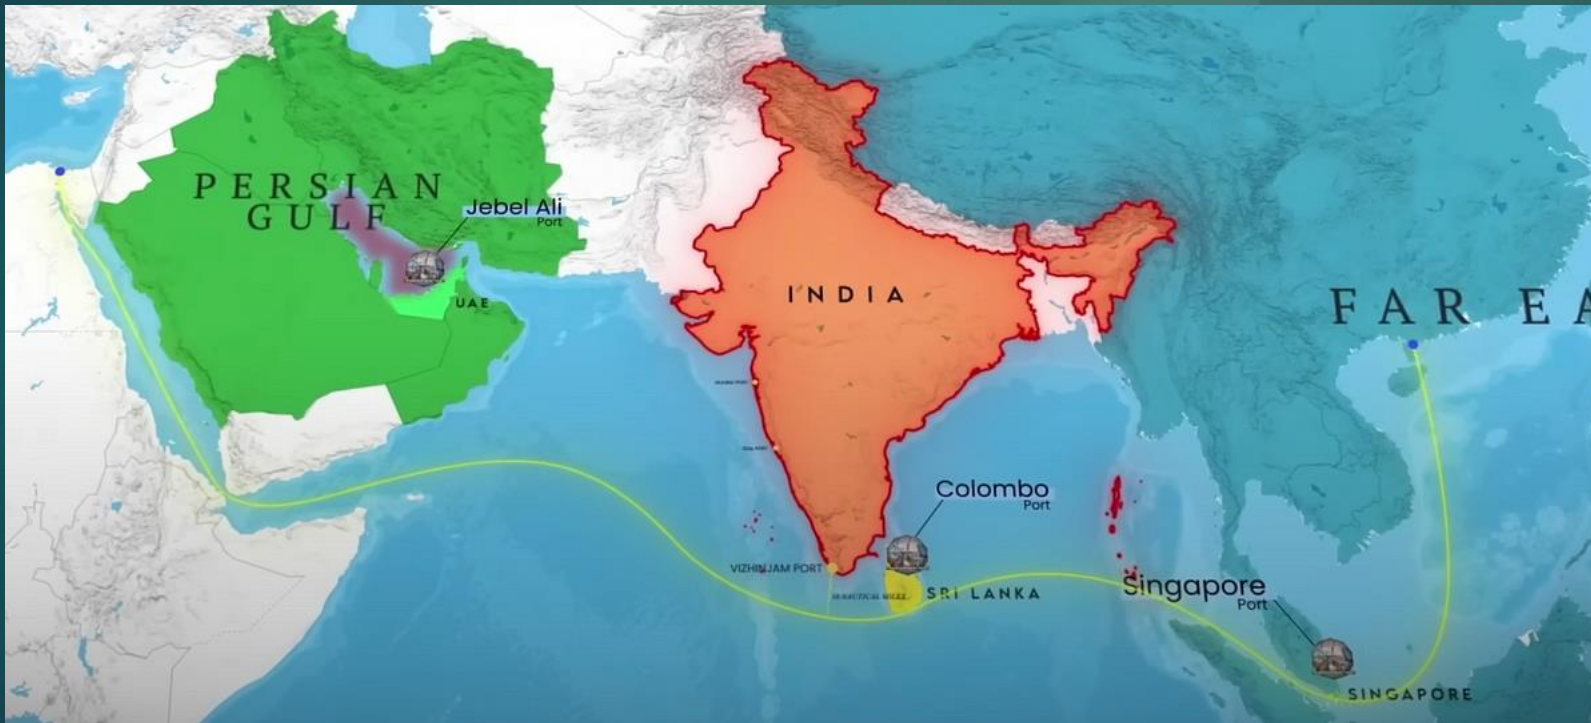 PERSIAN
GULF
Jebel Ali
Port
UAE
INDIA
FAR EA
Colombo
Port
VIZHINJAM PORT
SRI LANKA
Singapore
Port
SINGAPORE